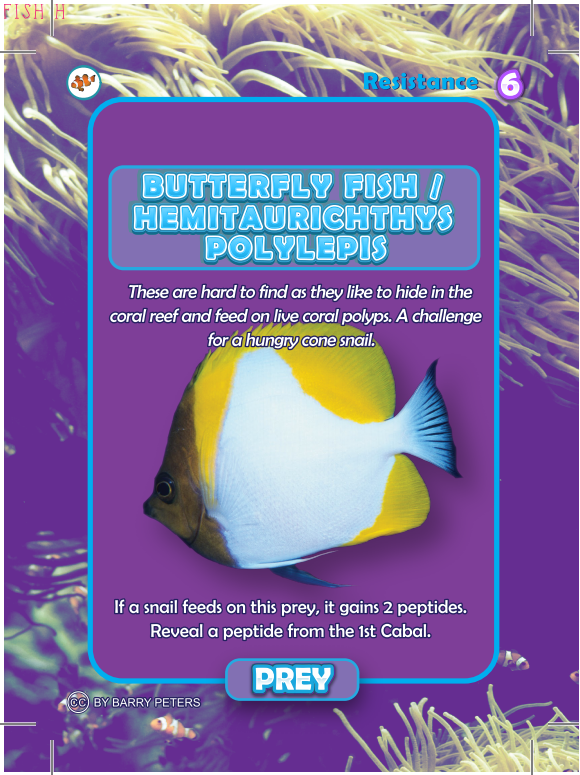 FISH H
Resistance 6
BUTTERFLY FISH /
HEMITAURICHTHYS
POLYLEPIS
These are hard to find as they like to hide in the
coral reef and feed on live coral polyps. A challenge
for a hungry cone snail.
If a snail feeds on this prey, it gains 2 peptides.
Reveal a peptide from the 1st Cabal.
PREY
CC BY BARRY PETERS